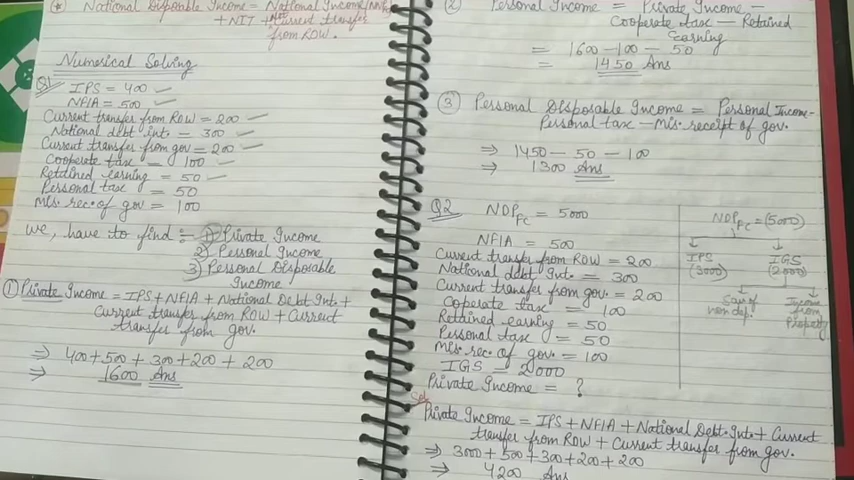 National Disposable Income = National Income (NNP
+ NIT + Current transfer
from ROW.
Numerical Solving
Q1 IPS = 400
NFIA = 500
Current transfer from ROW = 200
National debt int. = 300
Current transfer from gov = 200
Cooperate tax = 100
Retained earning = 50
Personal tax = 50
Mis. rec. of gov = 100
We, have to find :- 1) Private Income
2) Personal Income
3) Personal Disposable
Income
① Private Income = IPS + NFIA + National Debt Int. +
Current transfer from ROW + Current
transfer from gov.
⇒ 400 + 500 + 300 + 200 + 200
⇒ 1600 Ans
② Personal Income = Private Income —
Cooperate tax — Retained
Earning
= 1600 — 100 — 50
= 1450 Ans
③ Personal Disposable Income = Personal Income —
Personal tax — Mis. receipt of gov.
⇒ 1450 — 50 — 100
⇒ 1300 Ans
Q2 NDPFC = 5000
NFIA = 500
Current transfer from ROW = 200
National debt Int. = 300
Current transfer from gov. = 200
Coperate tax = 100
Retained earning = 50
Personal tax = 50
Mis. rec. of gov = 100
IGS — 2000
Private Income = ?
NDPFC = (5000)
IPS IGS
(3000) (2000)
Sav. of Income
non dep. from
Property
Sol.
Private Income = IPS + NFIA + National Debt Int. + Current
transfer from ROW + Current transfer from gov.
⇒ 3000 + 500 + 300 + 200 + 200
⇒ 4200 Ans